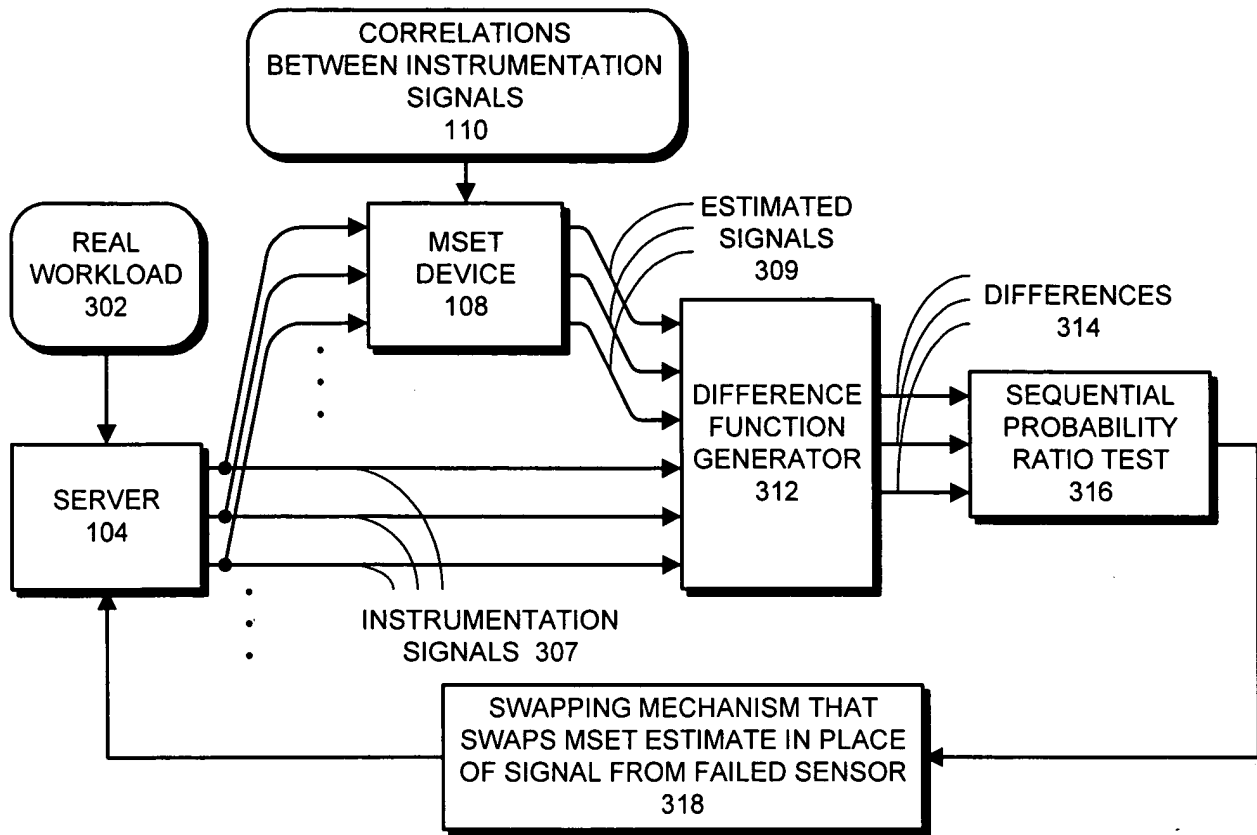 CORRELATIONS
BETWEEN INSTRUMENTATION
SIGNALS
110
REAL
WORKLOAD
302
MSET
DEVICE
108
ESTIMATED
SIGNALS
309
DIFFERENCES
314
SERVER
104
DIFFERENCE
FUNCTION
GENERATOR
312
SEQUENTIAL
PROBABILITY
RATIO TEST
316
INSTRUMENTATION
SIGNALS 307
SWAPPING MECHANISM THAT
SWAPS MSET ESTIMATE IN PLACE
OF SIGNAL FROM FAILED SENSOR
318